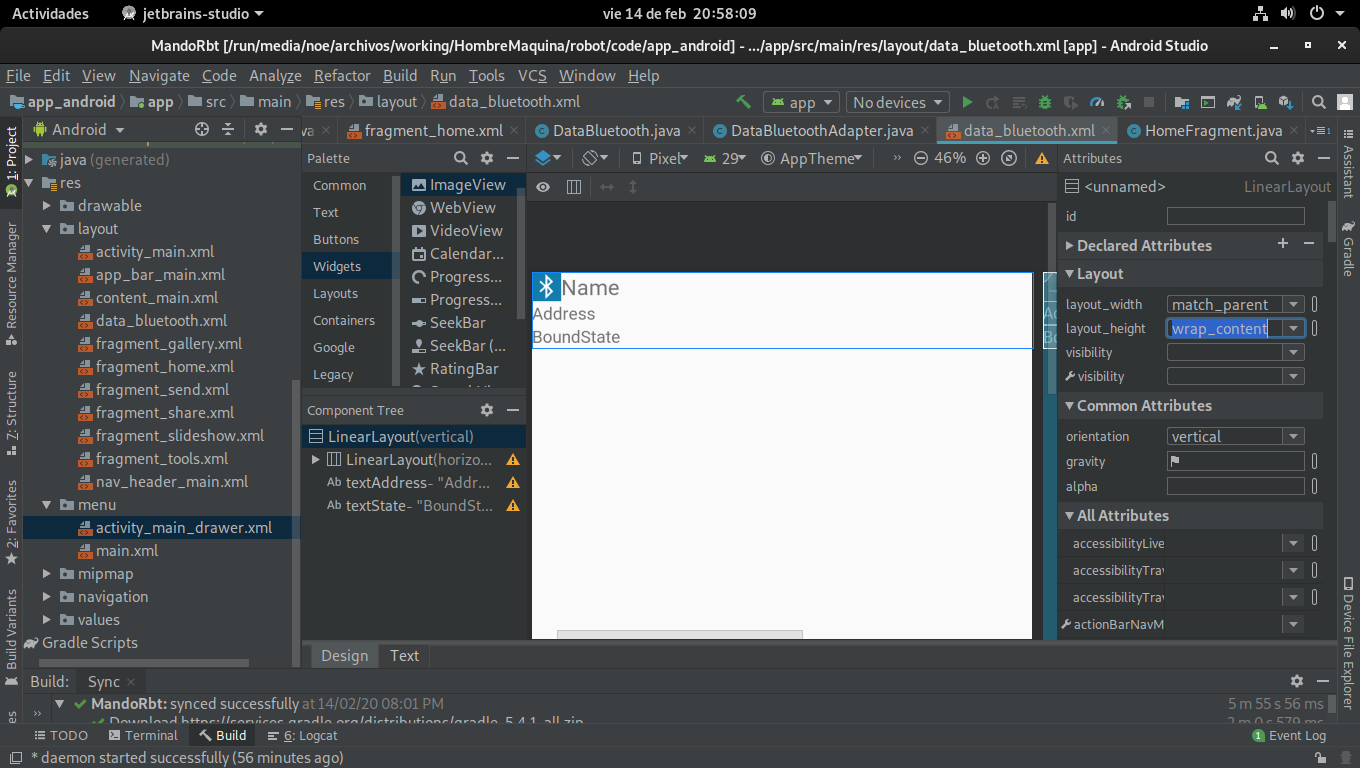 Actividades
jetbrains-studio
vie 14 de feb 20:58:09
MandoRbt [/run/media/noe/archivos/working/HombreMaquina/robot/code/app_android] - .../app/src/main/res/layout/data_bluetooth.xml [app] - Android Studio
File Edit View Navigate Code Analyze Refactor Build Run Tools VCS Window Help
app_android app src main res layout data_bluetooth.xml
app No devices
va fragment_home.xml DataBluetooth.java DataBluetoothAdapter.java data_bluetooth.xml HomeFragment.java
1: Project
Resource Manager
7: Structure
2: Favorites
Build Variants
Android
java (generated)
res
drawable
layout
activity_main.xml
app_bar_main.xml
content_main.xml
data_bluetooth.xml
fragment_gallery.xml
fragment_home.xml
fragment_send.xml
fragment_share.xml
fragment_slideshow.xml
fragment_tools.xml
nav_header_main.xml
menu
activity_main_drawer.xml
main.xml
mipmap
navigation
values
Gradle Scripts
Palette
Common
Text
Buttons
Widgets
Layouts
Containers
Google
Legacy
ImageView
WebView
VideoView
Calendar...
Progress...
Progress...
SeekBar
SeekBar (...
RatingBar
Component Tree
LinearLayout(vertical)
LinearLayout(horizo...
Ab textAddress- "Addr...
Ab textState- "BoundSt...
Pixel 29 AppTheme 46%
Name
Address
BoundState
Design Text
Attributes
<unnamed> LinearLayout
id
Declared Attributes
Layout
layout_width match_parent
layout_height wrap_content
visibility
visibility
Common Attributes
orientation vertical
gravity
alpha
All Attributes
accessibilityLive
accessibilityTrav
accessibilityTrav
actionBarNavM
Assistant
Gradle
Device File Explorer
Build: Sync
MandoRbt: synced successfully at 14/02/20 08:01 PM 5 m 55 s 56 ms
Download https://services.gradle.org/distributions/gradle-5.4.1-all.zip 2 m 0 s 579 ms
TODO Terminal Build 6: Logcat 1 Event Log
* daemon started successfully (56 minutes ago)